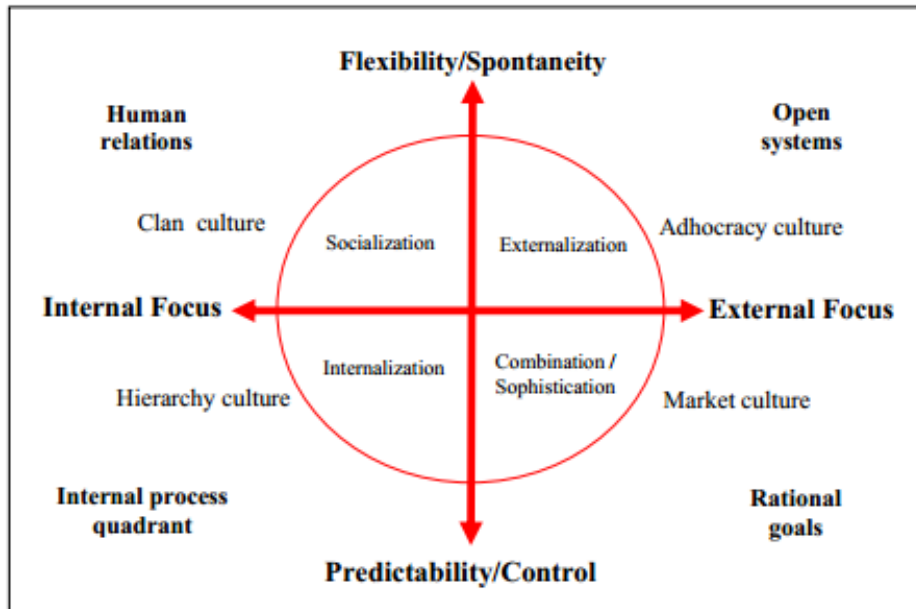 Flexibility/Spontaneity
Human
relations
Open
systems
Clan culture
Socialization
Externalization
Adhocracy culture
Internal Focus
External Focus
Internalization
Combination /
Sophistication
Hierarchy culture
Market culture
Internal process
quadrant
Rational
goals
Predictability/Control